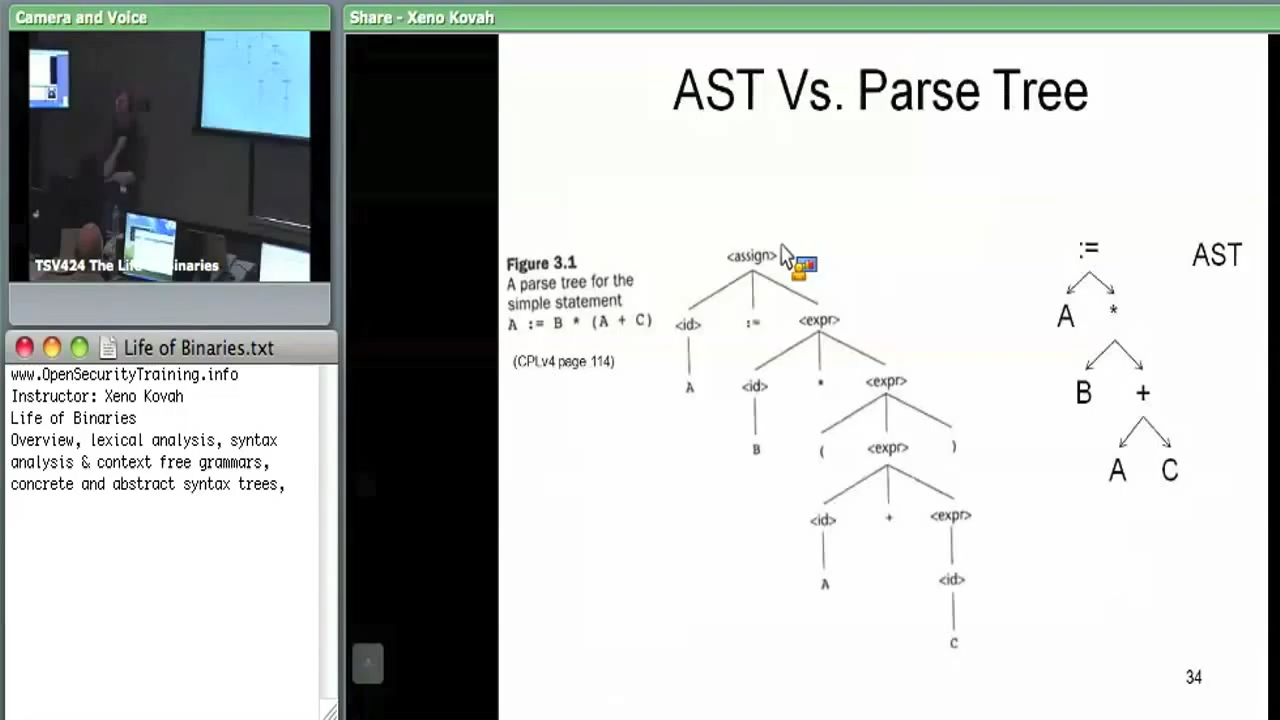 Camera and Voice
TSV424 The Life of Binaries
Life of Binaries.txt
www.OpenSecurityTraining.info
Instructor: Xeno Kovah
Life of Binaries
Overview, lexical analysis, syntax
analysis & context free grammars,
concrete and abstract syntax trees,
Share - Xeno Kovah
AST Vs. Parse Tree
Figure 3.1
A parse tree for the
simple statement
A := B * (A + C)
(CPLv4 page 114)
<assign>
<id> := <expr>
A <id> * <expr>
B ( <expr> )
<id> + <expr>
A <id>
C
:= AST
A *
B +
A C
34